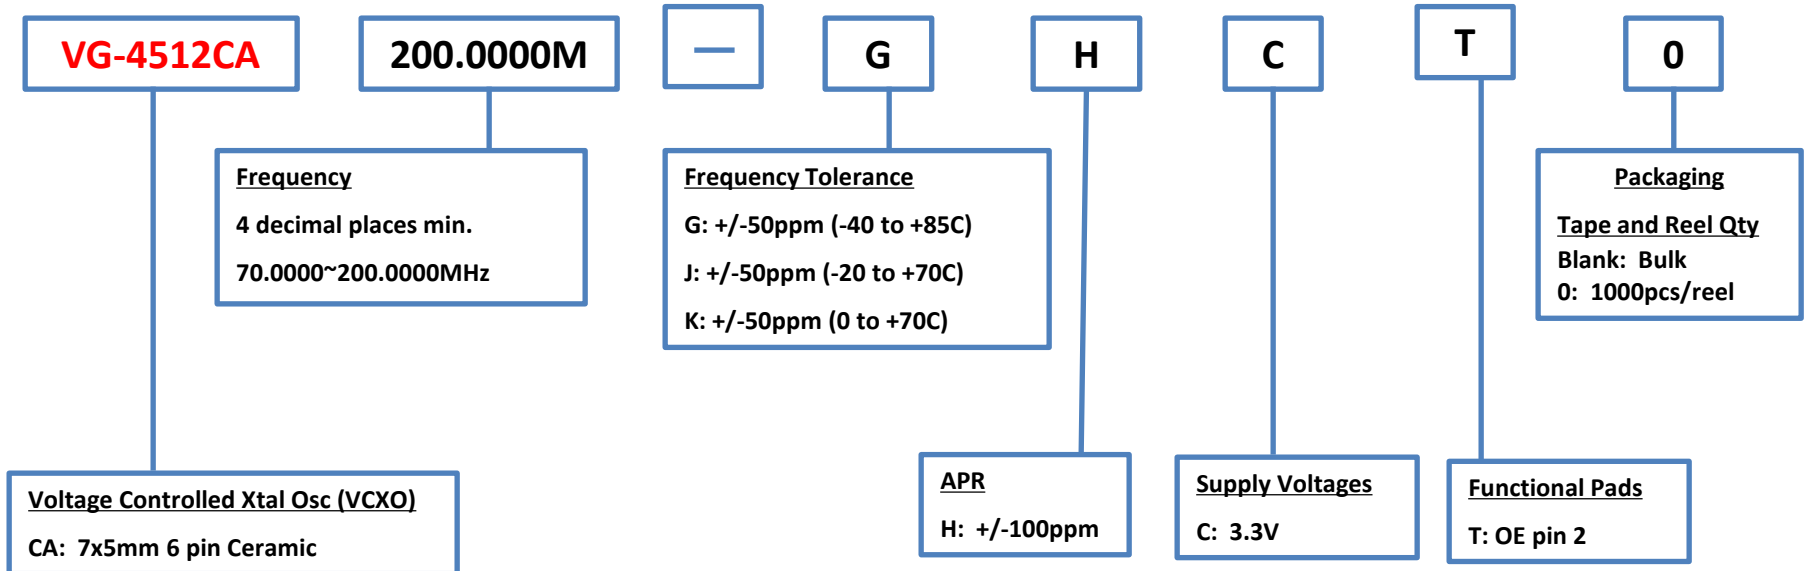 VG-4512CA 200.0000M — G H C T 0
Frequency
4 decimal places min.
70.0000~200.0000MHz
Frequency Tolerance
G: +/-50ppm (-40 to +85C)
J: +/-50ppm (-20 to +70C)
K: +/-50ppm (0 to +70C)
Packaging
Tape and Reel Qty
Blank: Bulk
0: 1000pcs/reel
Voltage Controlled Xtal Osc (VCXO)
CA: 7x5mm 6 pin Ceramic
APR
H: +/-100ppm
Supply Voltages
C: 3.3V
Functional Pads
T: OE pin 2